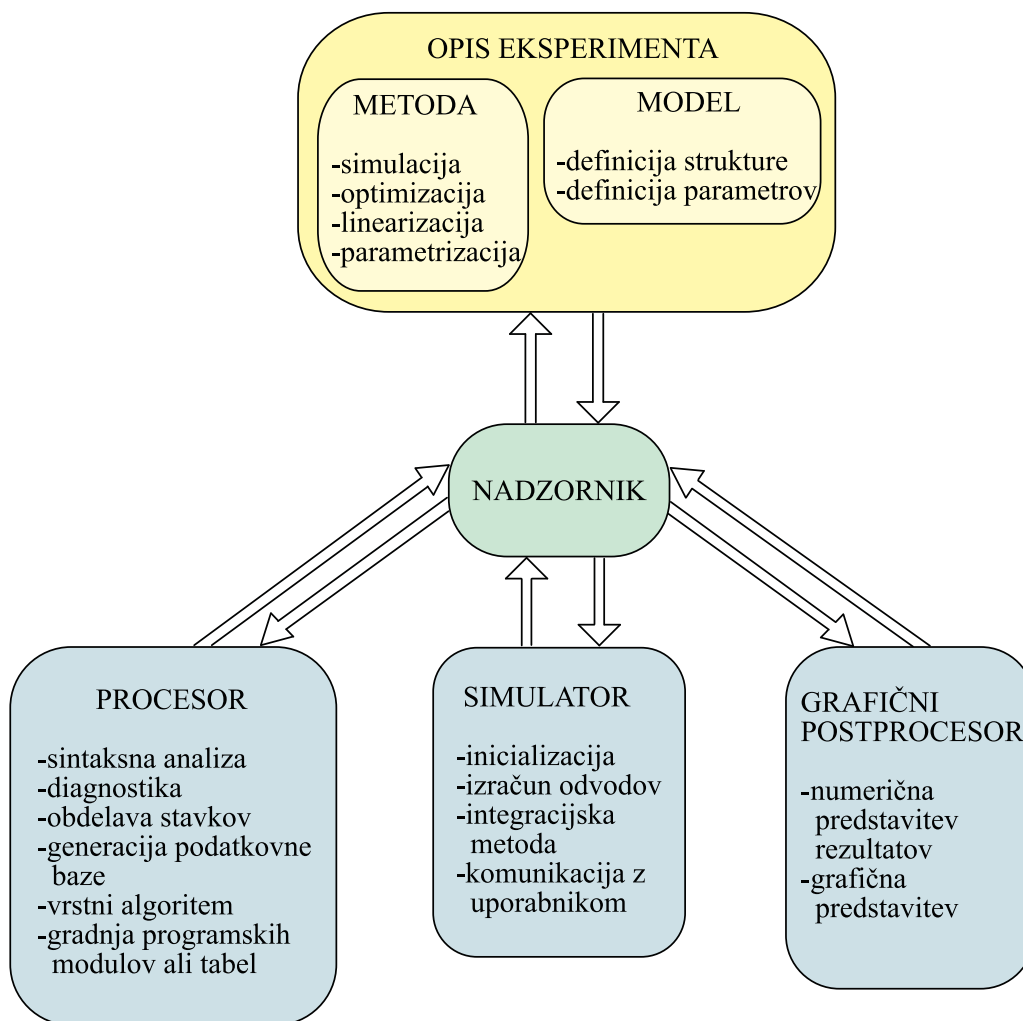 OPIS EKSPERIMENTA
METODA
-simulacija
-optimizacija
-linearizacija
-parametrizacija
MODEL
-definicija strukture
-definicija parametrov
NADZORNIK
PROCESOR
-sintaksna analiza
-diagnostika
-obdelava stavkov
-generacija podatkovne
baze
-vrstni algoritem
-gradnja programskih
modulov ali tabel
SIMULATOR
-inicializacija
-izračun odvodov
-integracijska
metoda
-komunikacija z
uporabnikom
GRAFIČNI
POSTPROCESOR
-numerična
predstavitev
rezultatov
-grafična
predstavitev